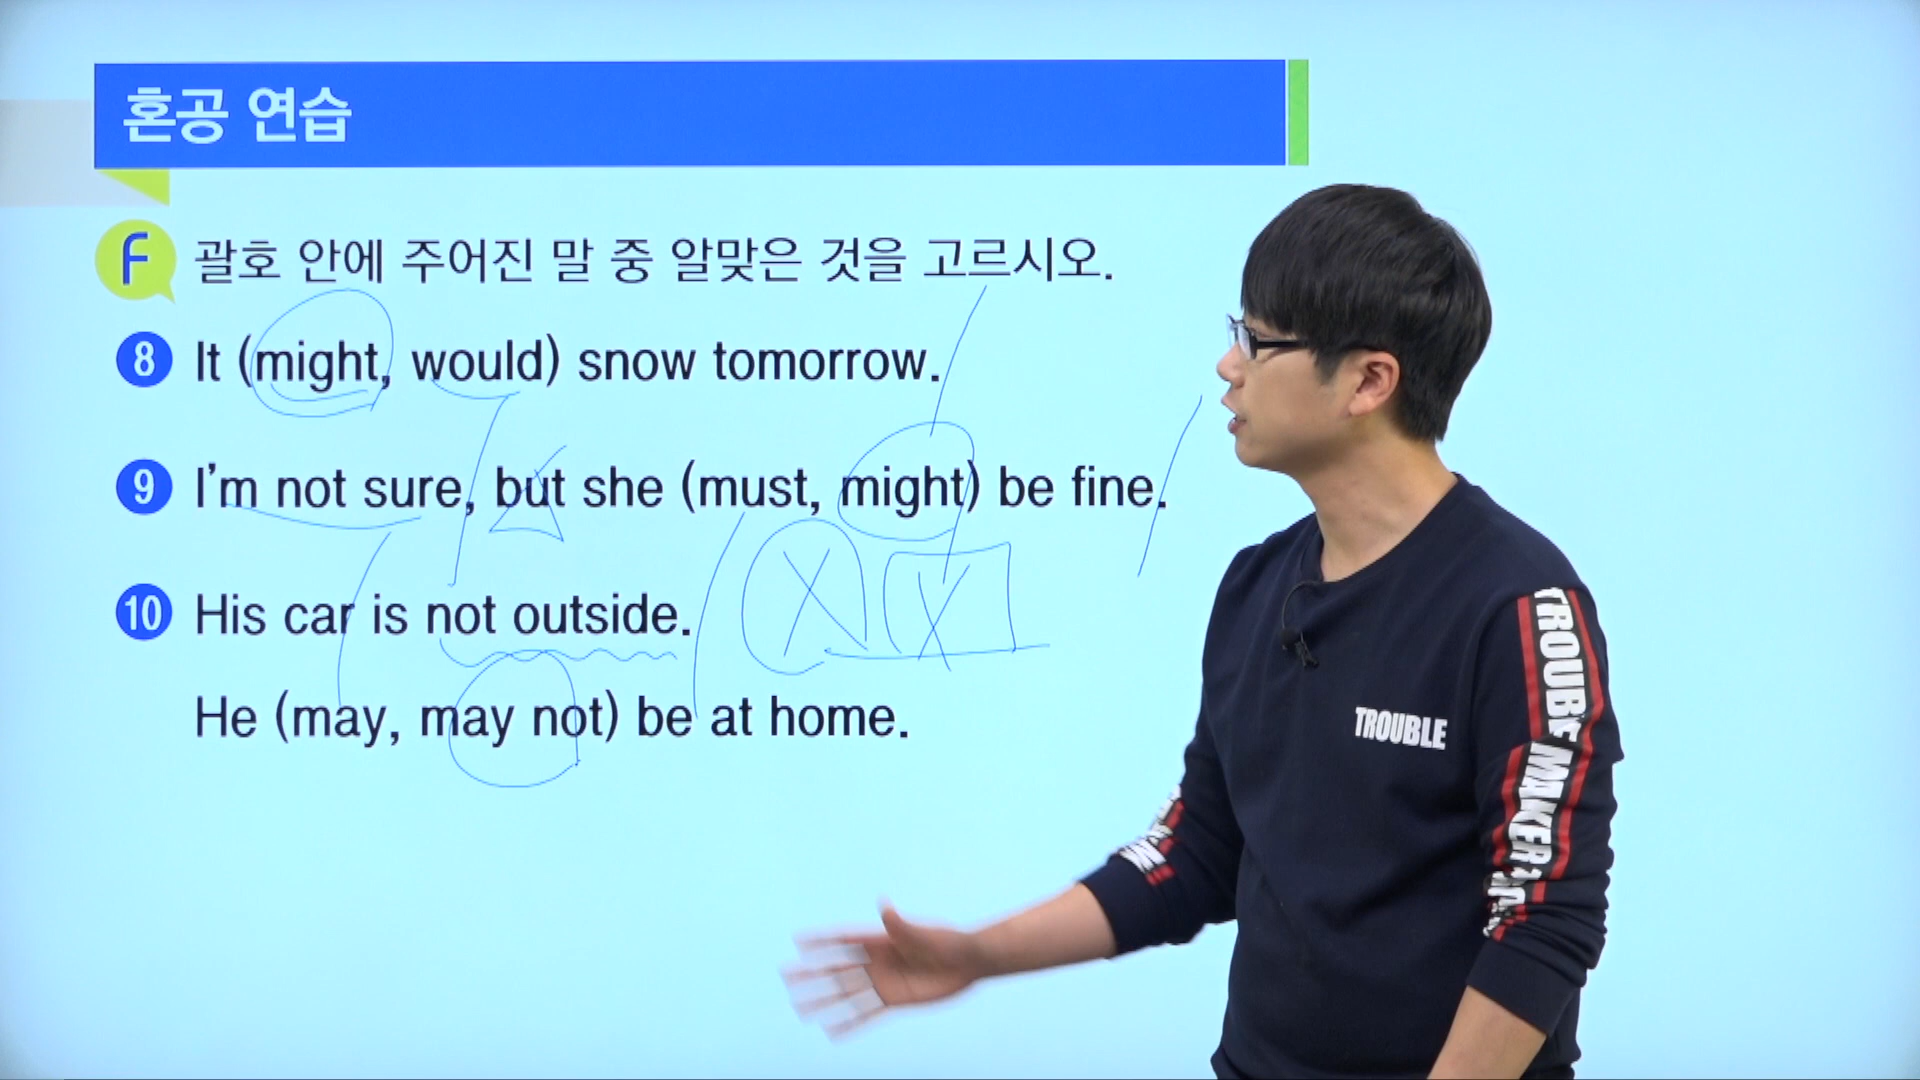 혼공 연습
F 괄호 안에 주어진 말 중 알맞은 것을 고르시오.
8 It (might, would) snow tomorrow.
9 I'm not sure, but she (must, might) be fine.
10 His car is not outside.
He (may, may not) be at home.
TROUBLE
TROUBLE MAKER